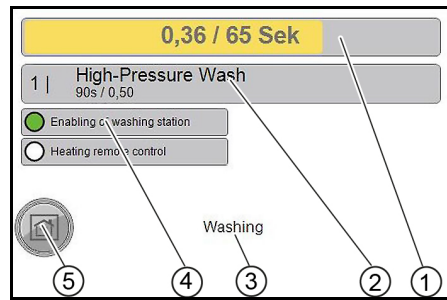 0,36 / 65 Sek
1 | High-Pressure Wash
90s / 0,50
Enabling of washing station
Heating remote control
Washing
5 4 3 2 1